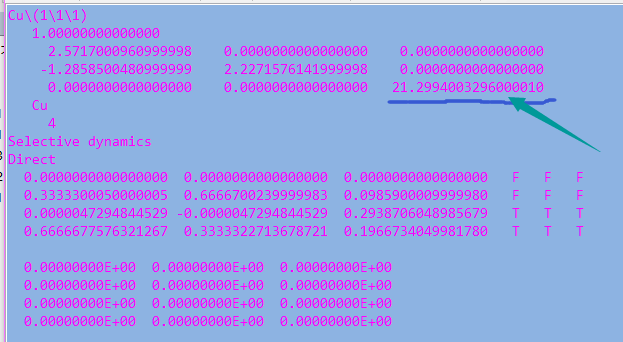 Cu\(1\1\1)
1.00000000000000
2.5717000960999998 0.0000000000000000 0.0000000000000000
-1.2858500480999999 2.2271576141999998 0.0000000000000000
0.0000000000000000 0.0000000000000000 21.2994003296000010
Cu
4
Selective dynamics
Direct
0.0000000000000000 0.0000000000000000 0.0000000000000000 F F F
0.3333300050000005 0.6666700239999983 0.0985900009999980 F F F
0.0000047294844529 -0.0000047294844529 0.2938706048985679 T T T
0.6666677576321267 0.3333322713678721 0.1966734049981780 T T T
0.00000000E+00 0.00000000E+00 0.00000000E+00
0.00000000E+00 0.00000000E+00 0.00000000E+00
0.00000000E+00 0.00000000E+00 0.00000000E+00
0.00000000E+00 0.00000000E+00 0.00000000E+00